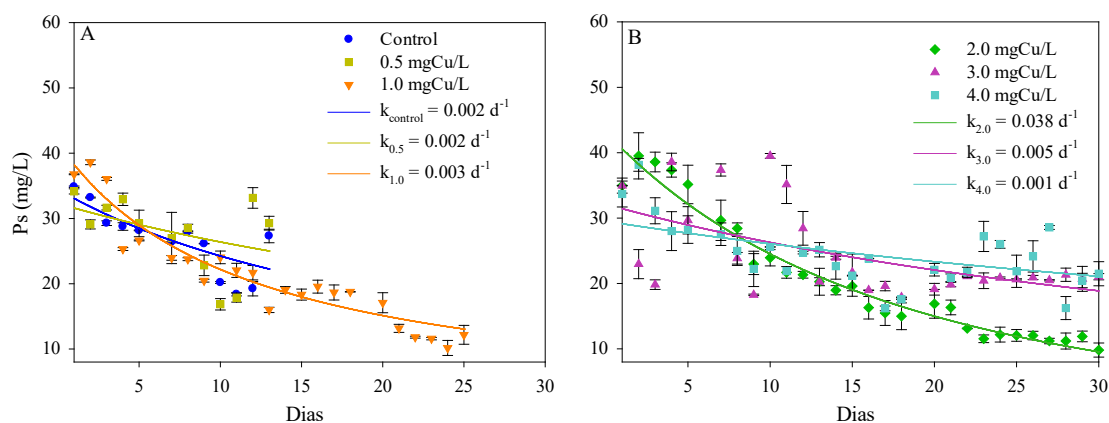 A
Control
0.5 mgCu/L
1.0 mgCu/L
k_control = 0.002 d⁻¹
k_0.5 = 0.002 d⁻¹
k_1.0 = 0.003 d⁻¹
Ps (mg/L)
60
50
40
30
20
10
5
10
15
20
25
30
Dias
B
2.0 mgCu/L
3.0 mgCu/L
4.0 mgCu/L
k_2.0 = 0.038 d⁻¹
k_3.0 = 0.005 d⁻¹
k_4.0 = 0.001 d⁻¹
60
50
40
30
20
10
5
10
15
20
25
30
Dias